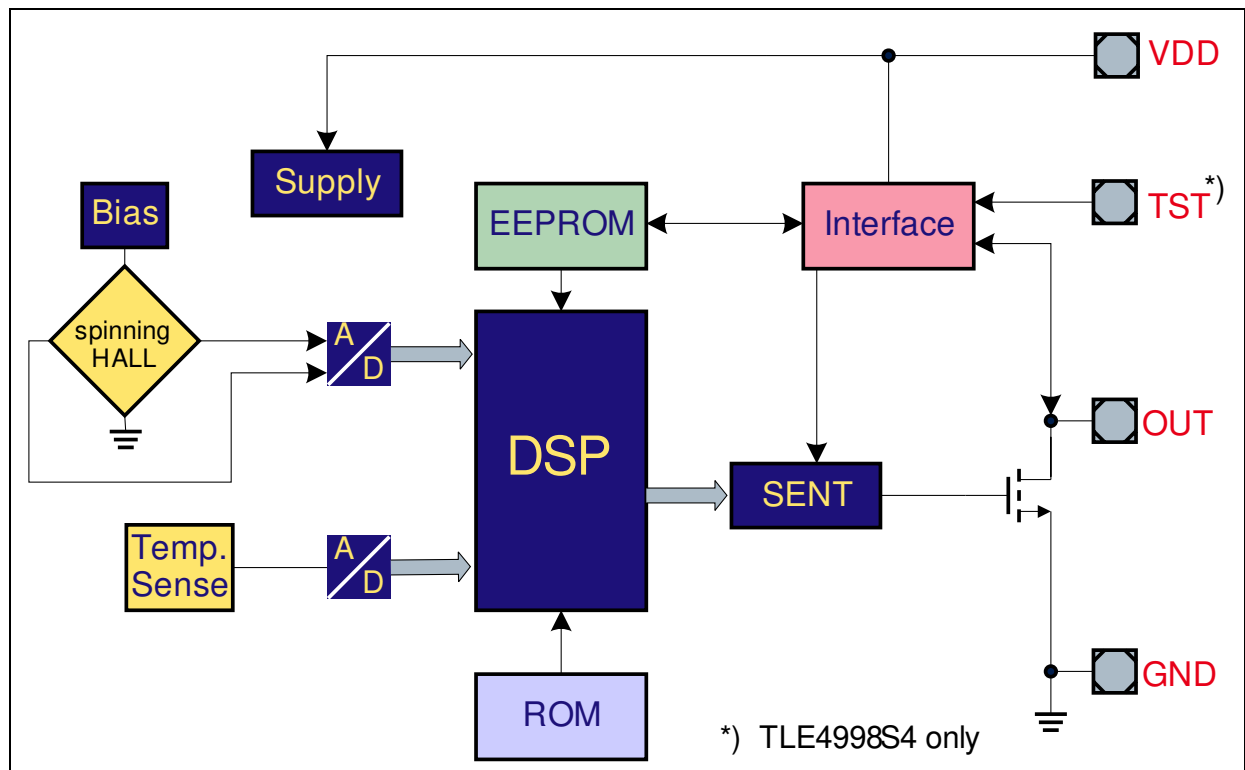 VDD
Supply
Bias
EEPROM
Interface
TST*)
spinning
HALL
A
D
DSP
OUT
SENT
Temp.
Sense
A
D
ROM
GND
*) TLE4998S4 only